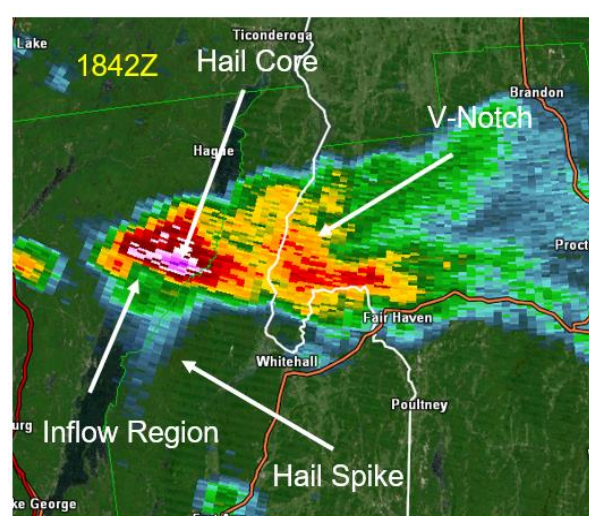 Lake
1842Z
Ticonderoga
Hail Core
Brandon
V-Notch
Hague
Proct
Fair Haven
Whitehall
Poultney
urg
Inflow Region
Hail Spike
ke George